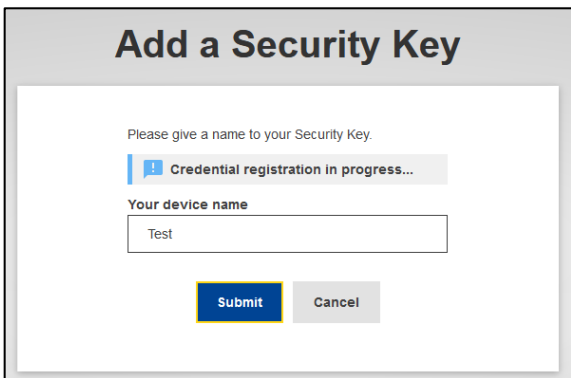 Add a Security Key
Please give a name to your Security Key.
Credential registration in progress...
Your device name
Test
Submit
Cancel